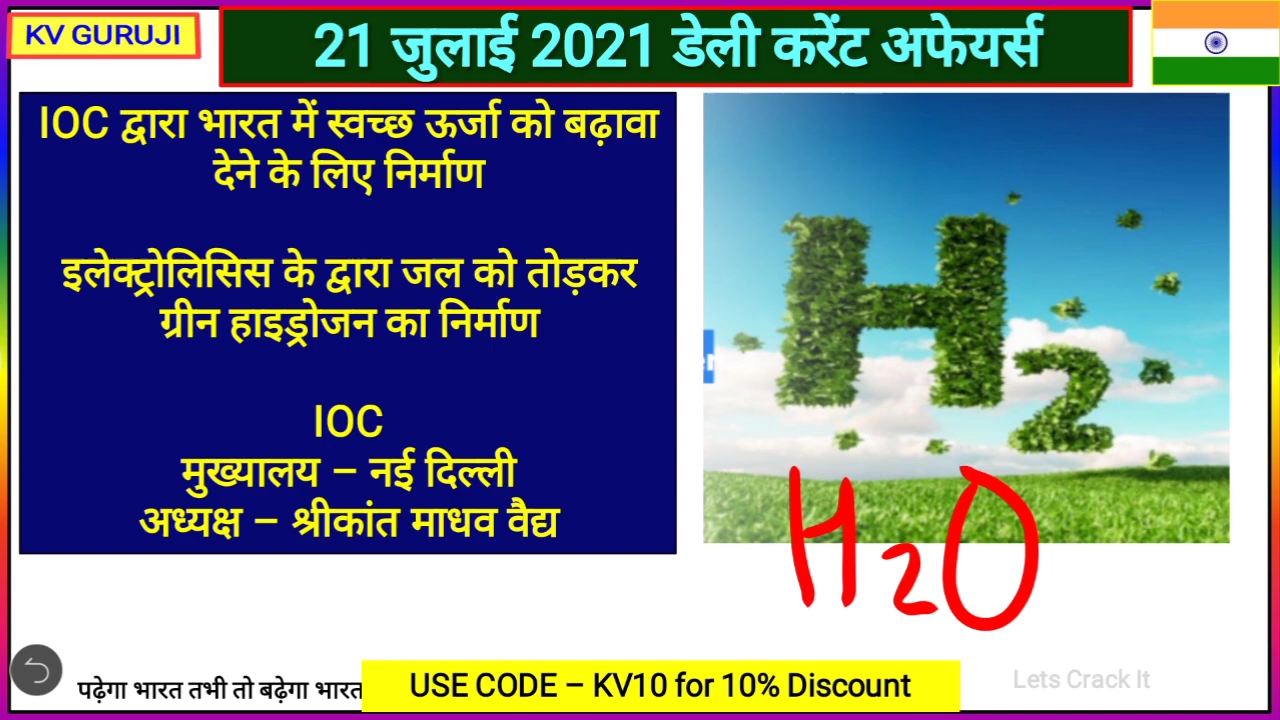 KV GURUJI
21 जुलाई 2021 डेली करेंट अफेयर्स
IOC द्वारा भारत में स्वच्छ ऊर्जा को बढ़ावा
देने के लिए निर्माण
इलेक्ट्रोलिसिस के द्वारा जल को तोड़कर
ग्रीन हाइड्रोजन का निर्माण
IOC
मुख्यालय – नई दिल्ली
अध्यक्ष – श्रीकांत माधव वैद्य
H2
H2O
पढ़ेगा भारत तभी तो बढ़ेगा भारत
USE CODE – KV10 for 10% Discount
Lets Crack It